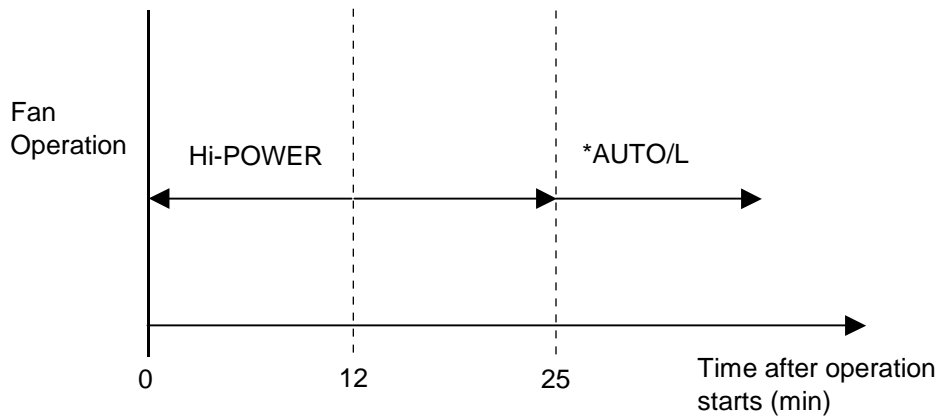 Fan
Operation
Hi-POWER
*AUTO/L
0
12
25
Time after operation
starts (min)